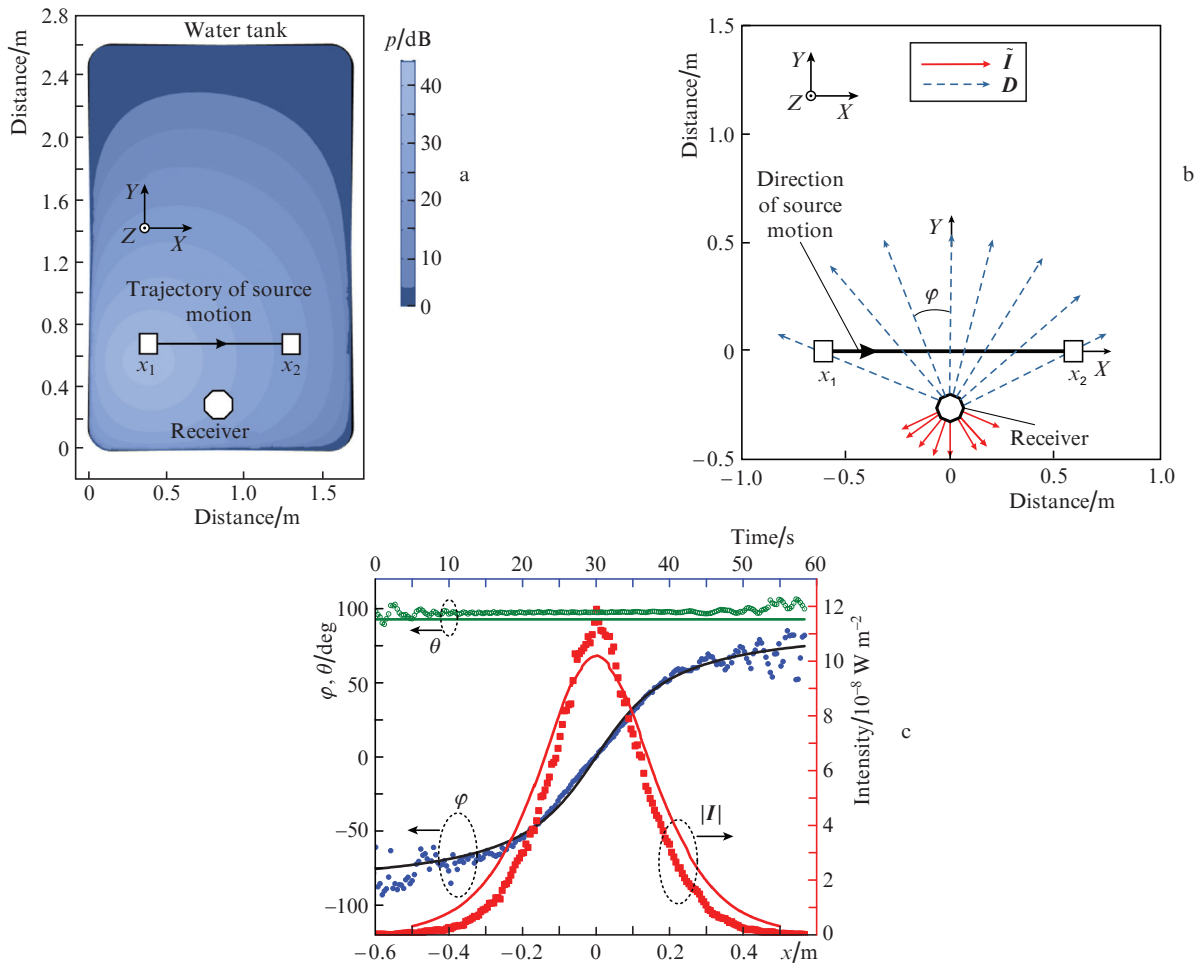 Water tank
p/dB
Distance/m
2.8
2.4
2.0
1.6
1.2
0.8
0.4
0
40
30
20
10
0
a
Y
Z
X
Trajectory of source
motion
x1
x2
Receiver
0
0.5
1.0
1.5
Distance/m
Distance/m
1.5
1.0
0.5
0
−0.5
Y
Z
X
Ĩ
D
b
Direction
of source
motion
Y
φ
x1
x2
X
Receiver
−1.0
−0.5
0
0.5
1.0
Distance/m
Time/s
0
10
20
30
40
50
60
φ, θ/deg
100
50
0
−50
−100
θ
φ
|I|
12
10
8
6
4
2
0
Intensity/10⁻⁸ W m⁻²
c
−0.6
−0.4
−0.2
0
0.2
0.4
x/m